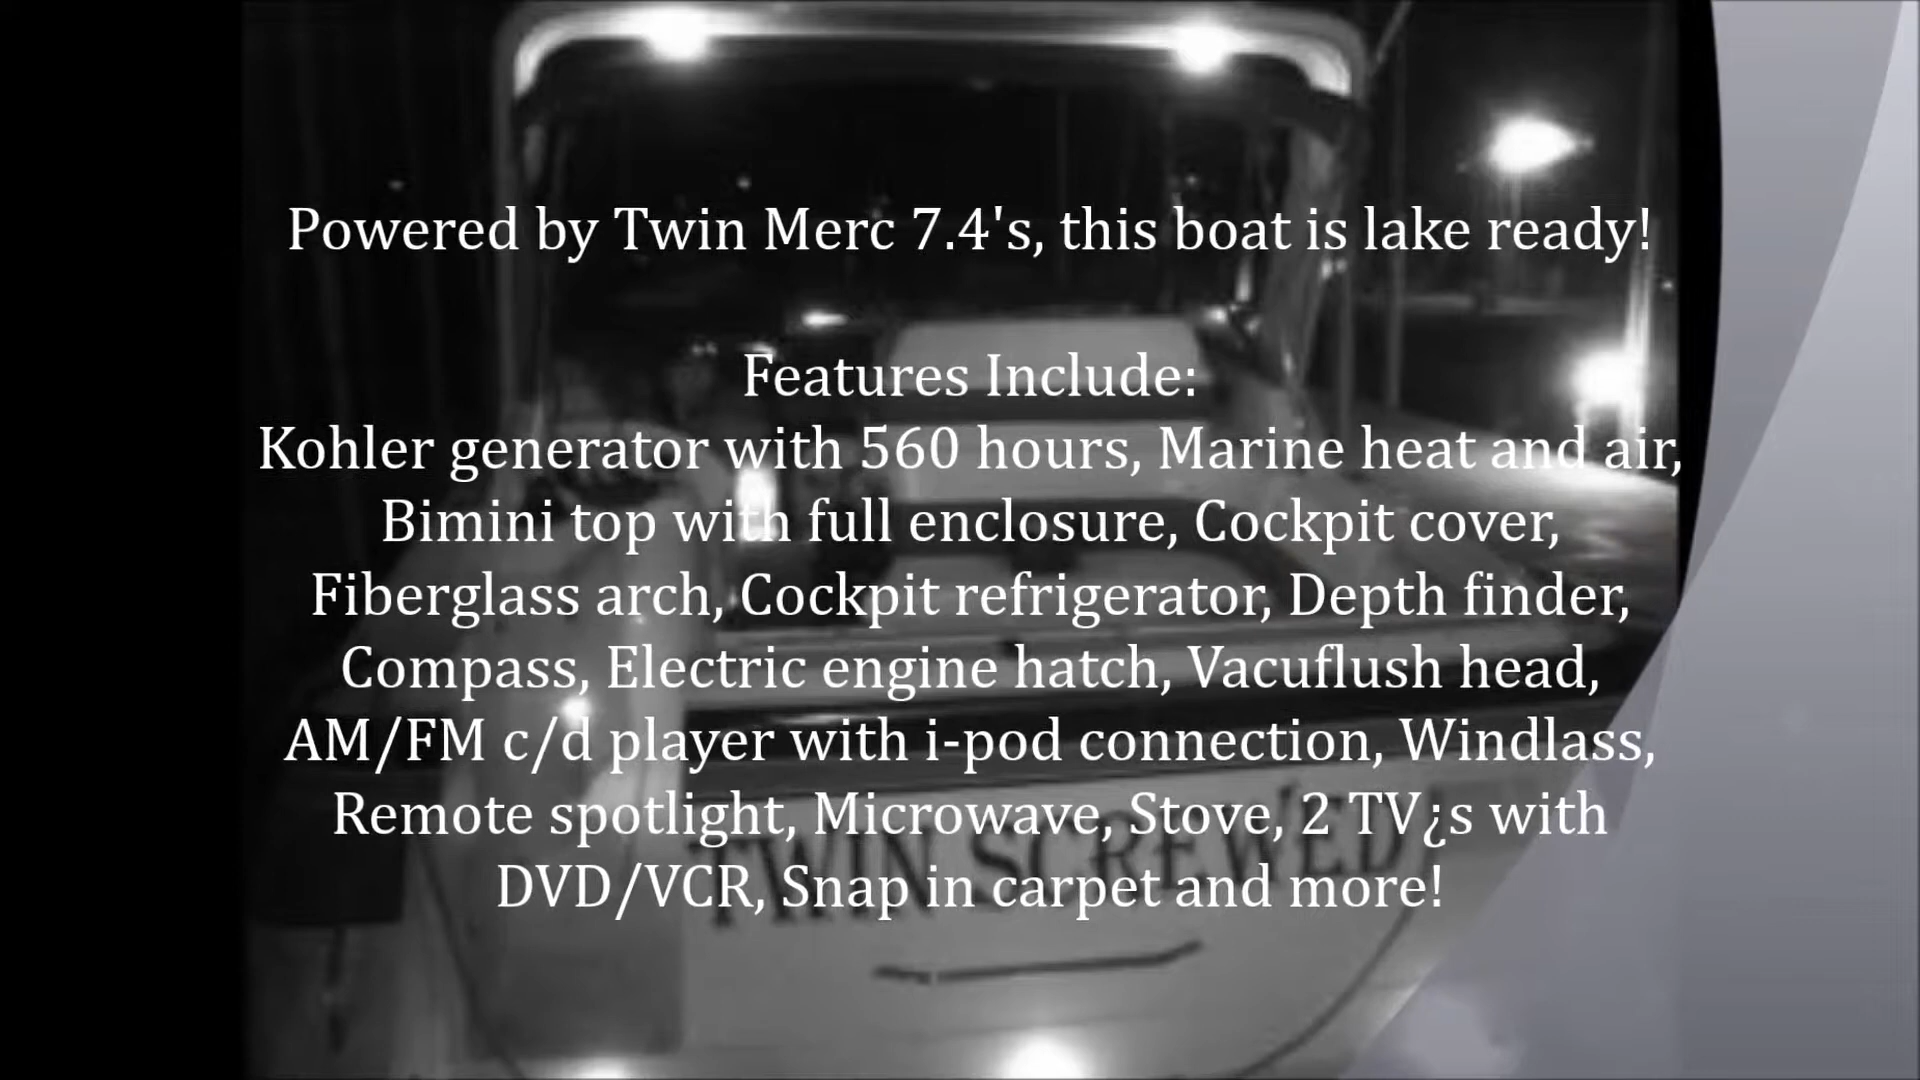 Powered by Twin Merc 7.4's, this boat is lake ready!
Features Include:
Kohler generator with 560 hours, Marine heat and air,
Bimini top with full enclosure, Cockpit cover,
Fiberglass arch, Cockpit refrigerator, Depth finder,
Compass, Electric engine hatch, Vacuflush head,
AM/FM c/d player with i-pod connection, Windlass,
Remote spotlight, Microwave, Stove, 2 TV¿s with
DVD/VCR, Snap in carpet and more!
TWIN SCREWED